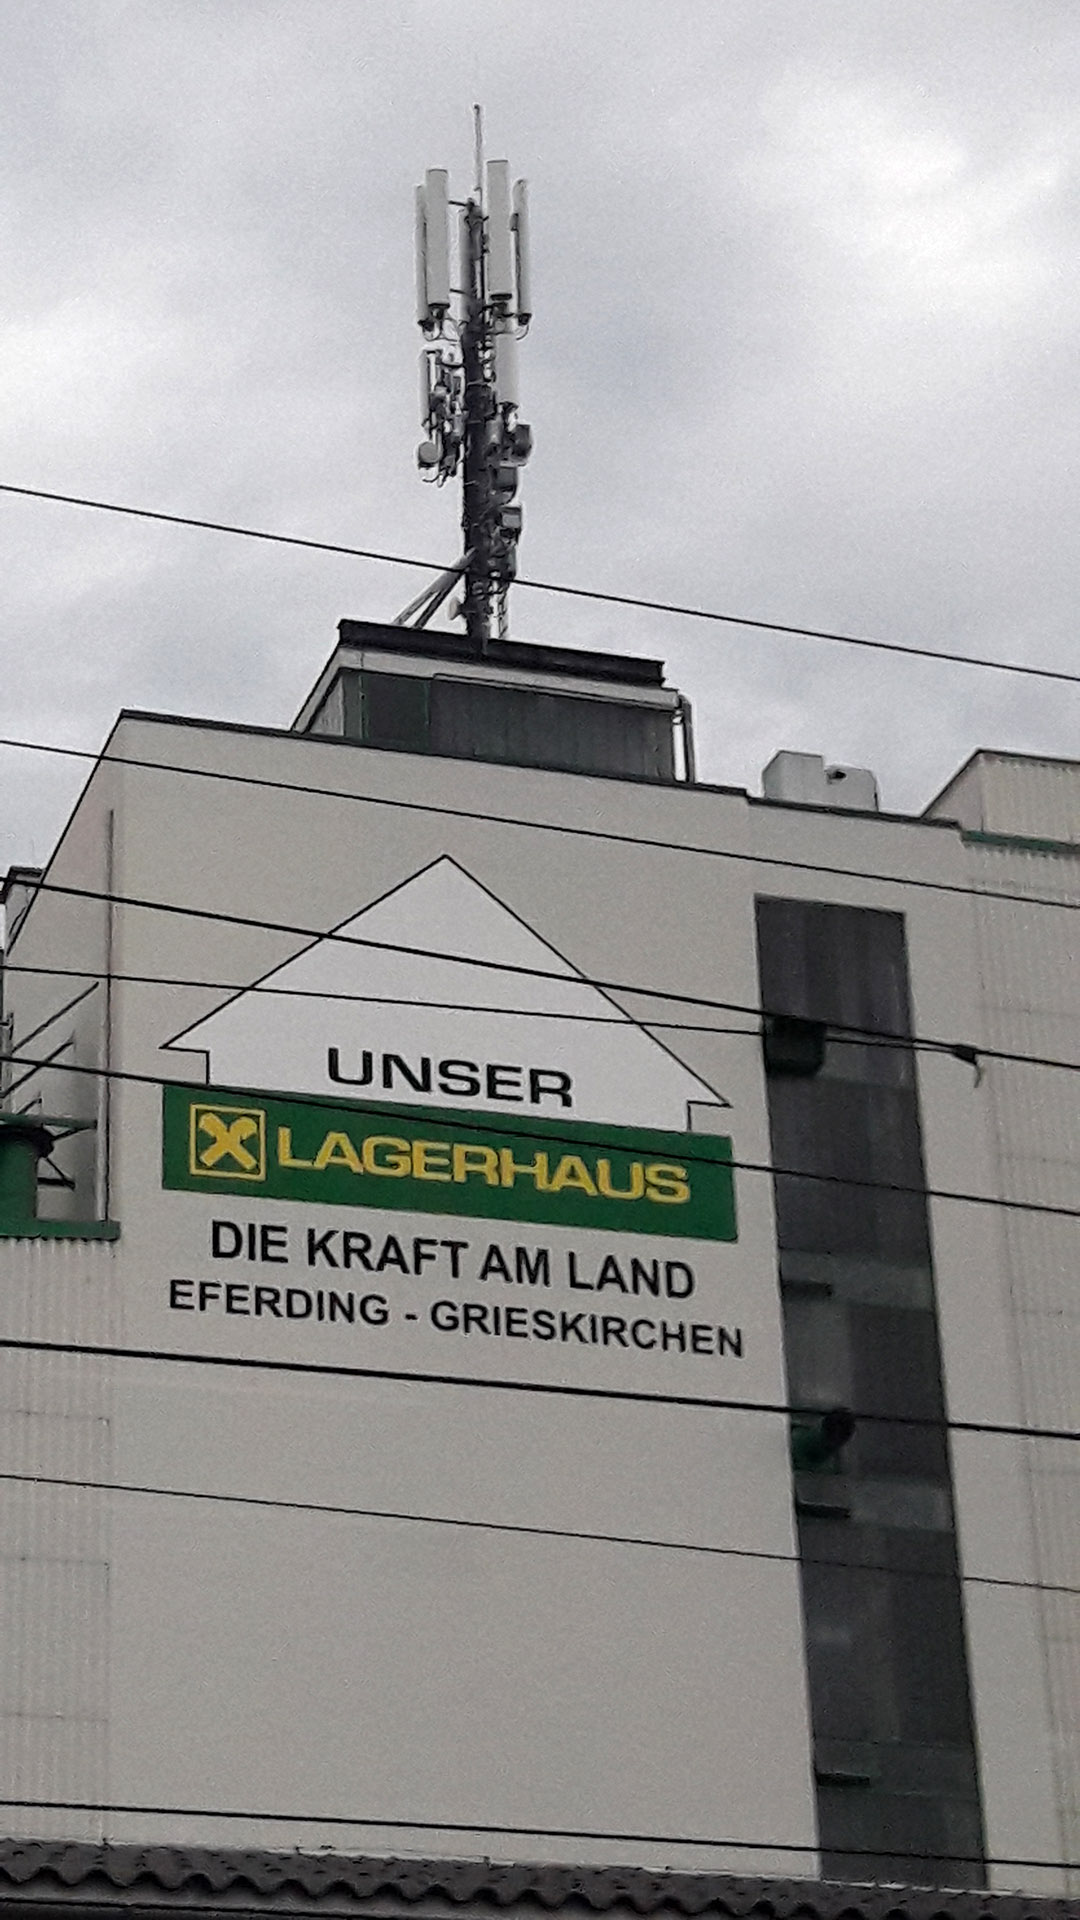 UNSER
LAGERHAUS
DIE KRAFT AM LAND
EFERDING - GRIESKIRCHEN